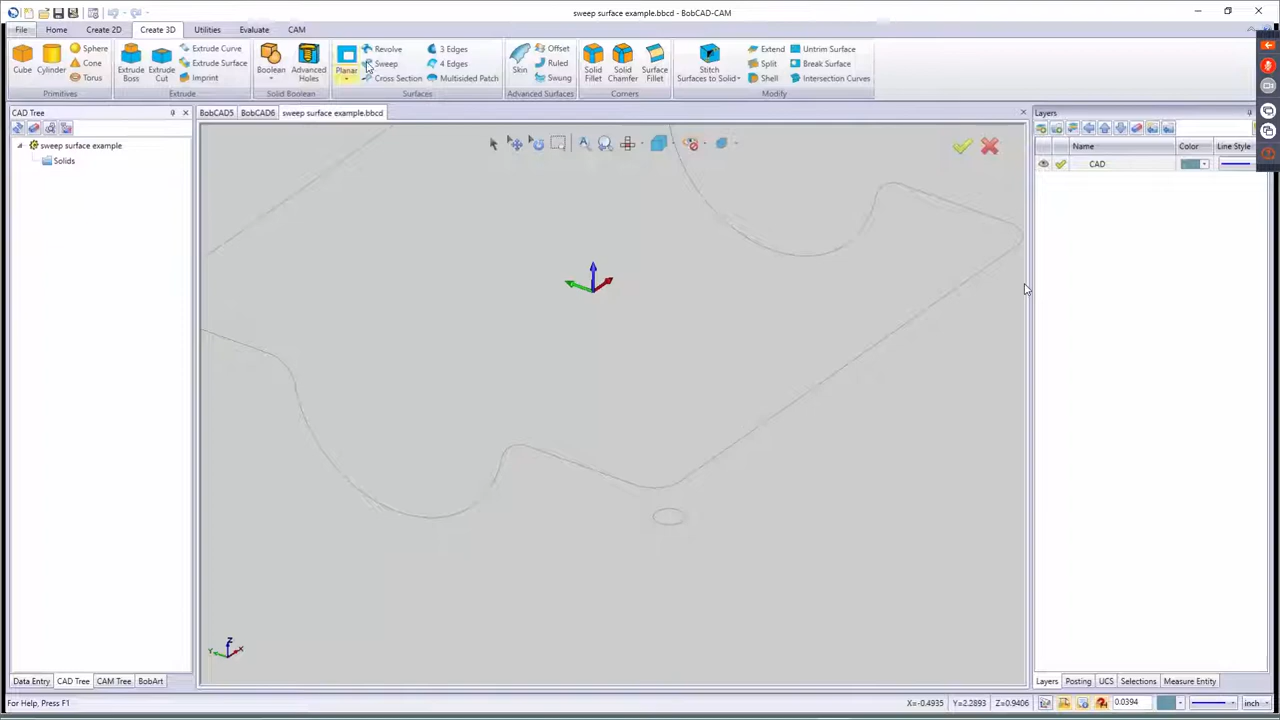 sweep surface example.bbcd - BobCAD-CAM
File Home Create 2D Create 3D Utilities Evaluate CAM
Cube
Cylinder
Sphere
Cone
Torus
Primitives
Extrude Boss
Extrude Cut
Extrude Curve
Extrude Surface
Imprint
Extrude
Boolean
Advanced Holes
Solid Boolean
Planar
Revolve
Sweep
Cross Section
3 Edges
4 Edges
Multisided Patch
Surfaces
Skin
Offset
Ruled
Swung
Advanced Surfaces
Solid Fillet
Solid Chamfer
Surface Fillet
Corners
Stitch Surfaces to Solid
Extend
Split
Shell
Untrim Surface
Break Surface
Intersection Curves
Modify
CAD Tree
sweep surface example
Solids
BobCAD5 BobCAD6 sweep surface example.bbcd
Z
Y
X
Layers
Name Color Line Style
CAD
Data Entry CAD Tree CAM Tree BobArt
Layers Posting UCS Selections Measure Entity
For Help, Press F1
X=-0.4935 Y=2.2893 Z=0.9406 0.0394 inch